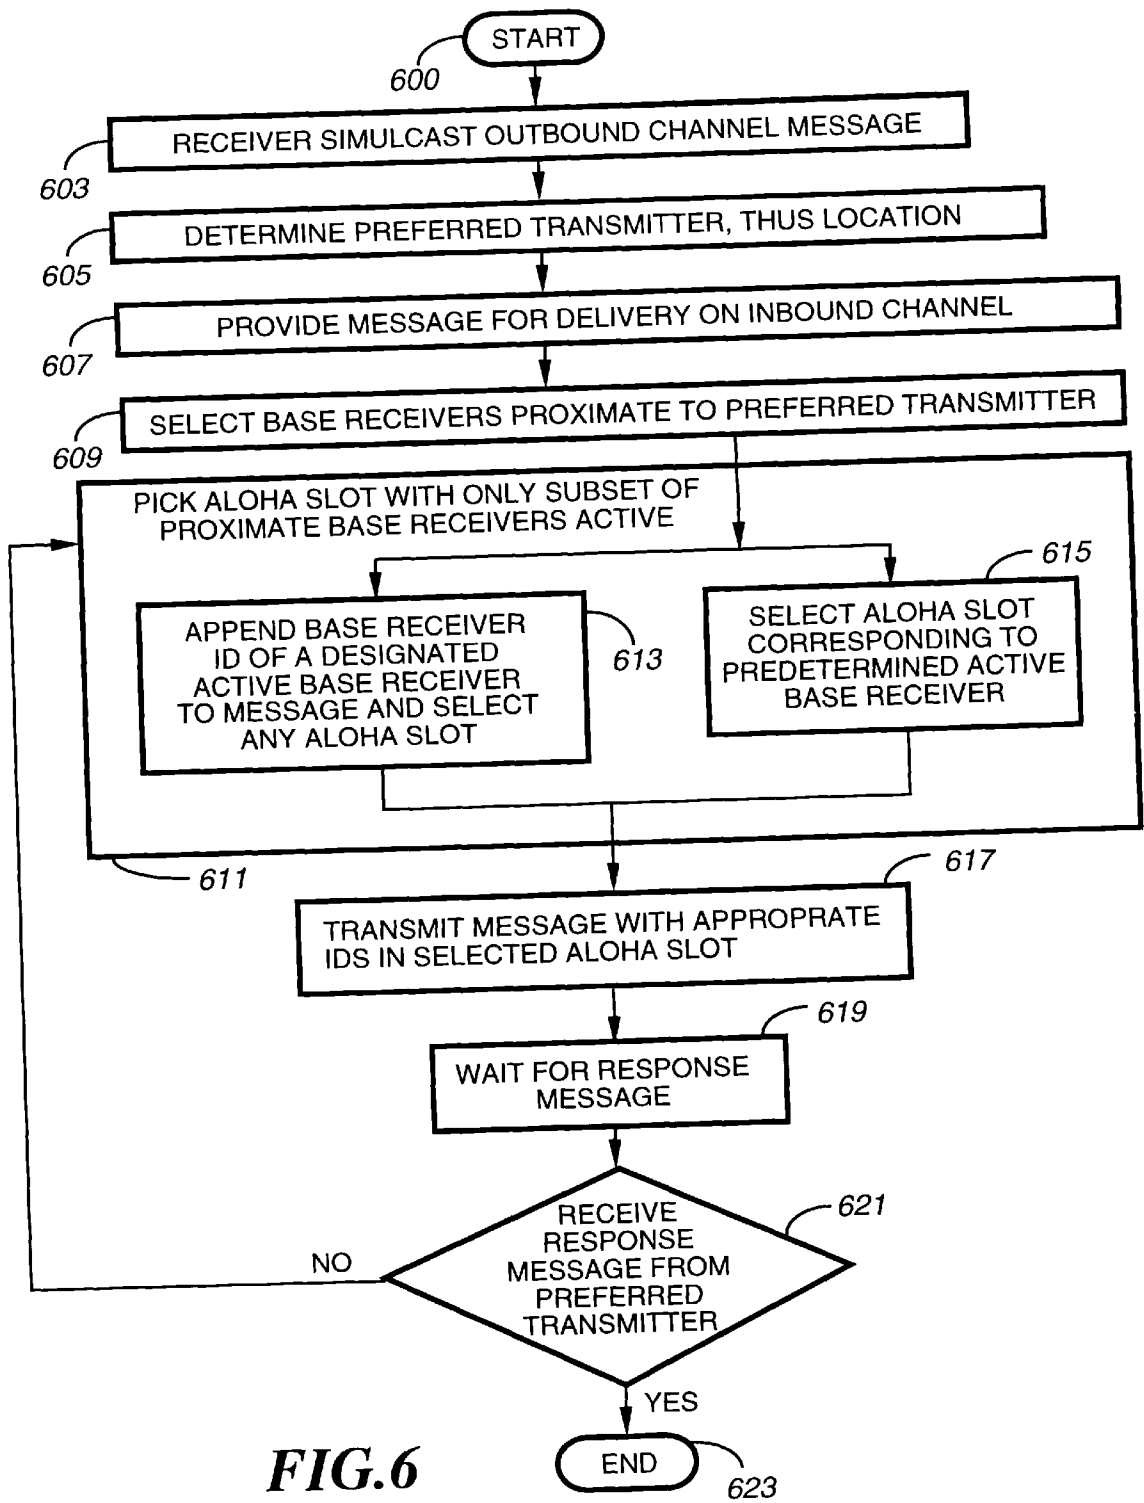 START
600
RECEIVER SIMULCAST OUTBOUND CHANNEL MESSAGE
603
DETERMINE PREFERRED TRANSMITTER, THUS LOCATION
605
PROVIDE MESSAGE FOR DELIVERY ON INBOUND CHANNEL
607
SELECT BASE RECEIVERS PROXIMATE TO PREFERRED TRANSMITTER
609
PICK ALOHA SLOT WITH ONLY SUBSET OF
PROXIMATE BASE RECEIVERS ACTIVE
615
APPEND BASE RECEIVER
ID OF A DESIGNATED
ACTIVE BASE RECEIVER
TO MESSAGE AND SELECT
ANY ALOHA SLOT
613
SELECT ALOHA SLOT
CORRESPONDING TO
PREDETERMINED ACTIVE
BASE RECEIVER
611
617
TRANSMIT MESSAGE WITH APPROPRATE
IDS IN SELECTED ALOHA SLOT
619
WAIT FOR RESPONSE
MESSAGE
621
RECEIVE
RESPONSE
MESSAGE FROM
PREFERRED
TRANSMITTER
NO
YES
END
623
FIG.6